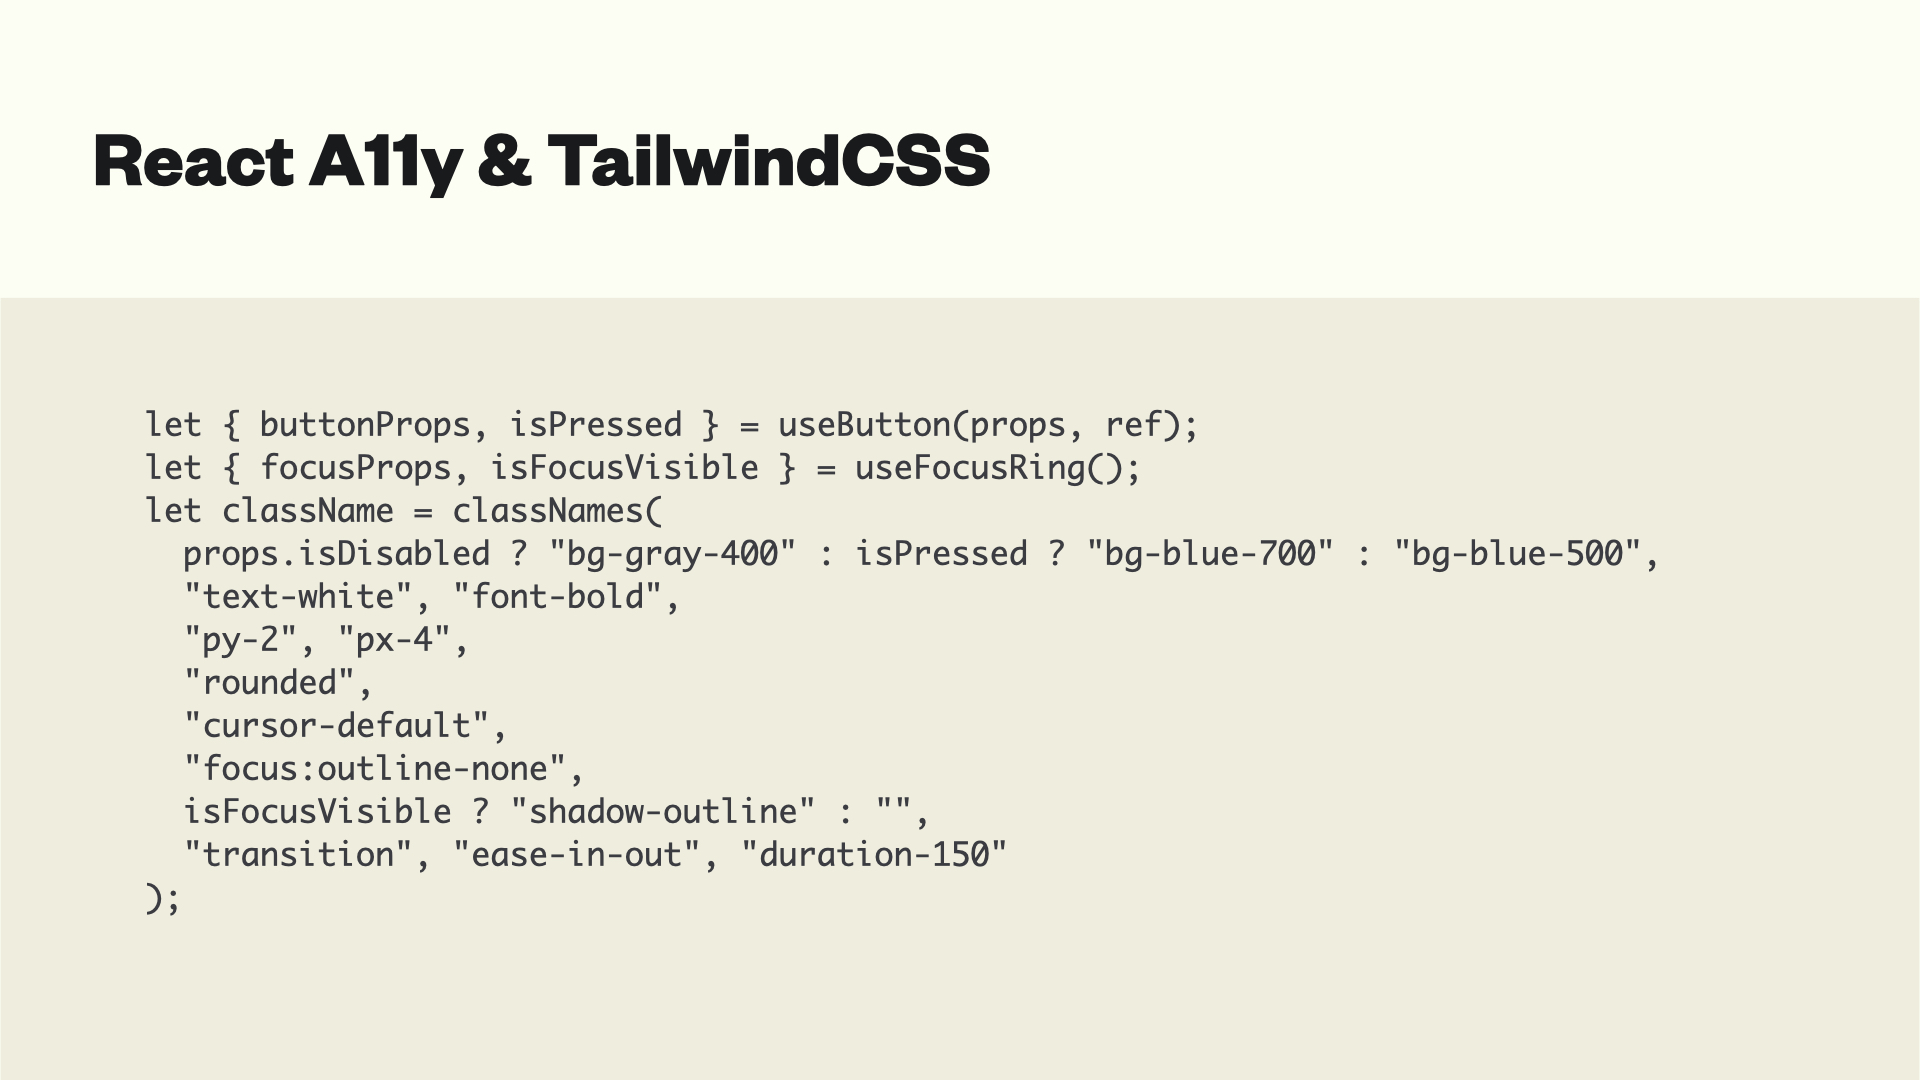 React A11y & TailwindCSS
let { buttonProps, isPressed } = useButton(props, ref);
let { focusProps, isFocusVisible } = useFocusRing();
let className = classNames(
  props.isDisabled ? "bg-gray-400" : isPressed ? "bg-blue-700" : "bg-blue-500",
  "text-white", "font-bold",
  "py-2", "px-4",
  "rounded",
  "cursor-default",
  "focus:outline-none",
  isFocusVisible ? "shadow-outline" : "",
  "transition", "ease-in-out", "duration-150"
);